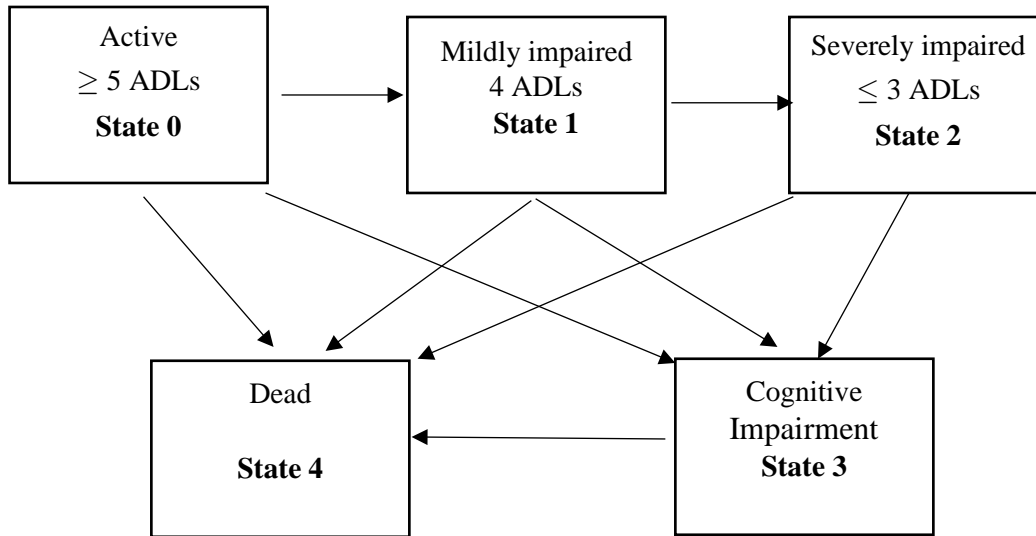 Active
≥ 5 ADLs
State 0
Mildly impaired
4 ADLs
State 1
Severely impaired
≤ 3 ADLs
State 2
Dead
State 4
Cognitive
Impairment
State 3